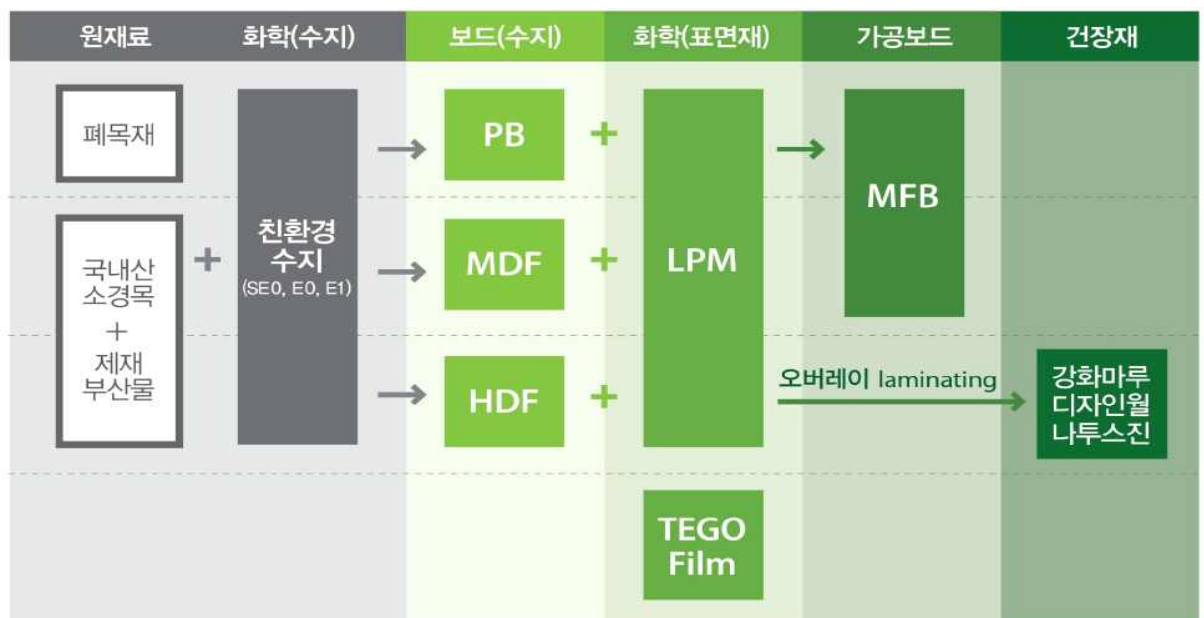 원재료
화학(수지)
보드(수지)
화학(표면재)
가공보드
건장재
폐목재
국내산
소경목
+
제재
부산물
+
친환경
수지
(SE0, E0, E1)
PB
+
MDF
+
HDF
+
LPM
TEGO
Film
MFB
오버레이 laminating
강화마루
디자인월
나투스진